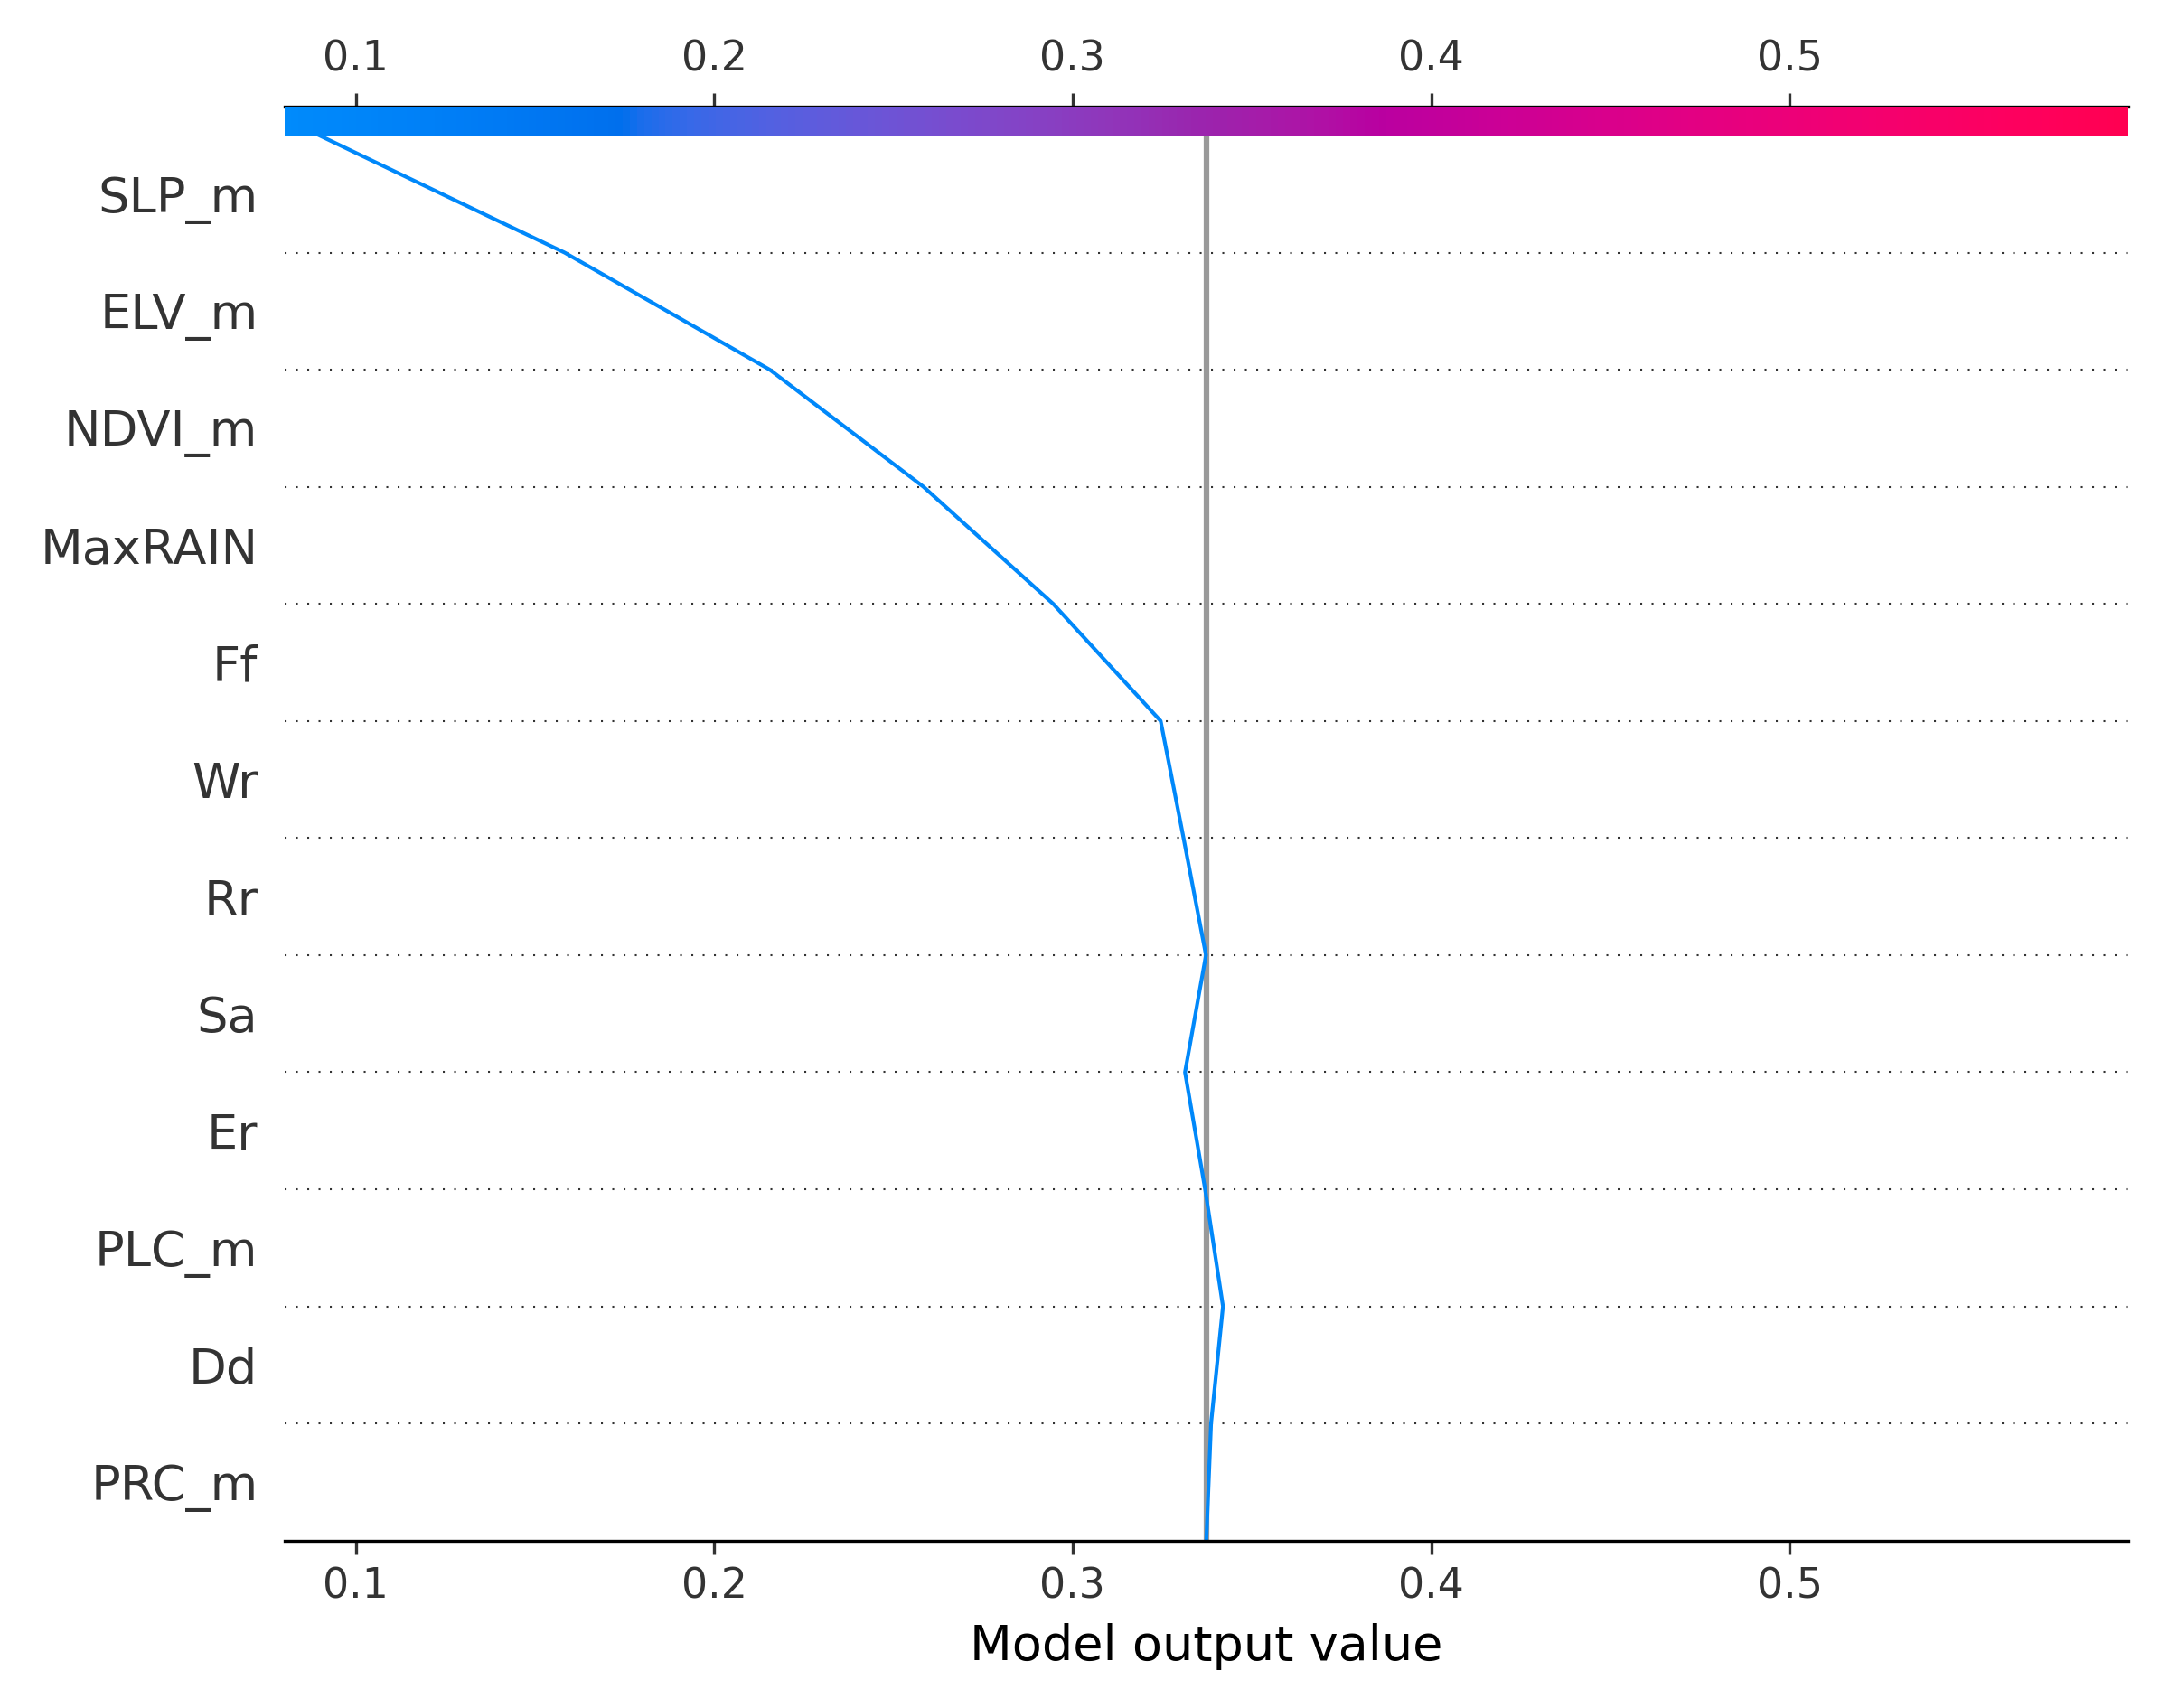 0.1 0.2 0.3 0.4 0.5
SLP_m
ELV_m
NDVI_m
MaxRAIN
Ff
Wr
Rr
Sa
Er
PLC_m
Dd
PRC_m
0.1 0.2 0.3 0.4 0.5
Model output value